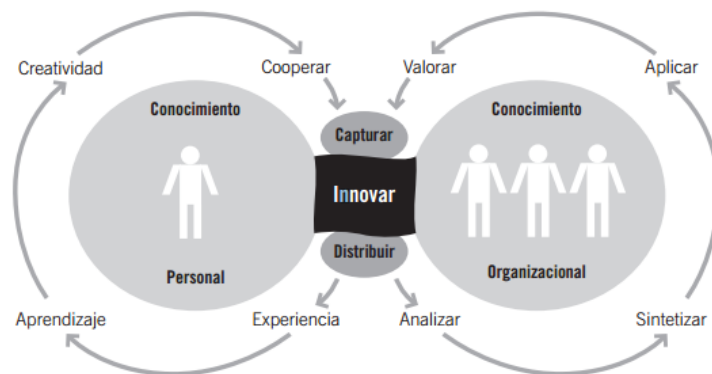 Creatividad
Cooperar
Valorar
Aplicar
Conocimiento
Capturar
Conocimiento
Innovar
Distribuir
Personal
Organizacional
Aprendizaje
Experiencia
Analizar
Sintetizar